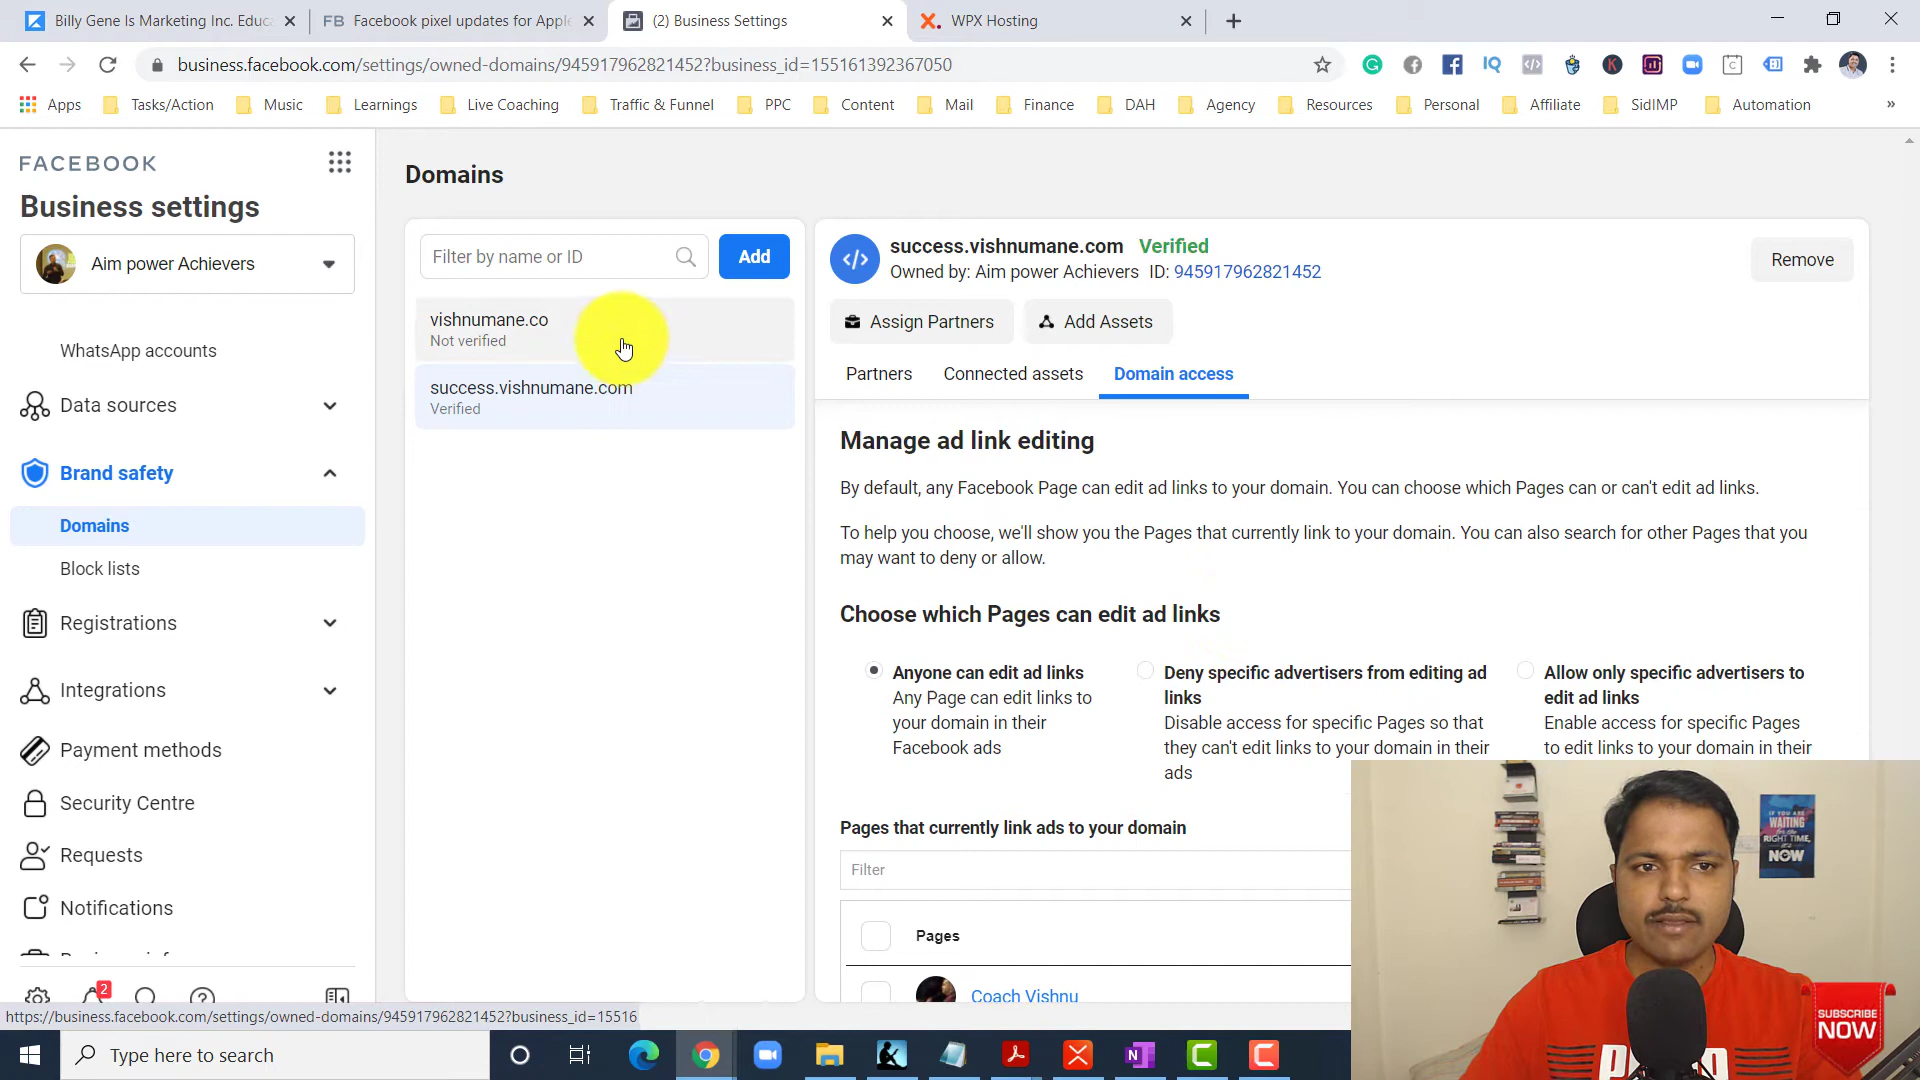 Billy Gene Is Marketing Inc. Educ
FB Facebook pixel updates for Apple
(2) Business Settings
WPX Hosting
business.facebook.com/settings/owned-domains/945917962821452?business_id=155161392367050
Apps Tasks/Action Music Learnings Live Coaching Traffic & Funnel PPC Content Mail Finance DAH Agency Resources Personal Affiliate SidIMP Automation »
FACEBOOK
Business settings
Aim power Achievers
WhatsApp accounts
Data sources
Brand safety
Domains
Block lists
Registrations
Integrations
Payment methods
Security Centre
Requests
Notifications
2
Domains
Filter by name or ID
Add
vishnumane.co
Not verified
success.vishnumane.com
Verified
success.vishnumane.com Verified
Owned by: Aim power Achievers ID: 945917962821452
Remove
Assign Partners
Add Assets
Partners Connected assets Domain access
Manage ad link editing
By default, any Facebook Page can edit ad links to your domain. You can choose which Pages can or can't edit ad links.
To help you choose, we'll show you the Pages that currently link to your domain. You can also search for other Pages that you
may want to deny or allow.
Choose which Pages can edit ad links
Anyone can edit ad links
Any Page can edit links to
your domain in their
Facebook ads
Deny specific advertisers from editing ad
links
Disable access for specific Pages so that
they can't edit links to your domain in their
ads
Allow only specific advertisers to
edit ad links
Enable access for specific Pages
to edit links to your domain in their
Pages that currently link ads to your domain
Filter
Pages
Coach Vishnu
IF YOU ARE
WAITING
FOR THE
RIGHT TIME,
IT'S
NOW
SUBSCRIBE
NOW
https://business.facebook.com/settings/owned-domains/945917962821452?business_id=15516
Type here to search